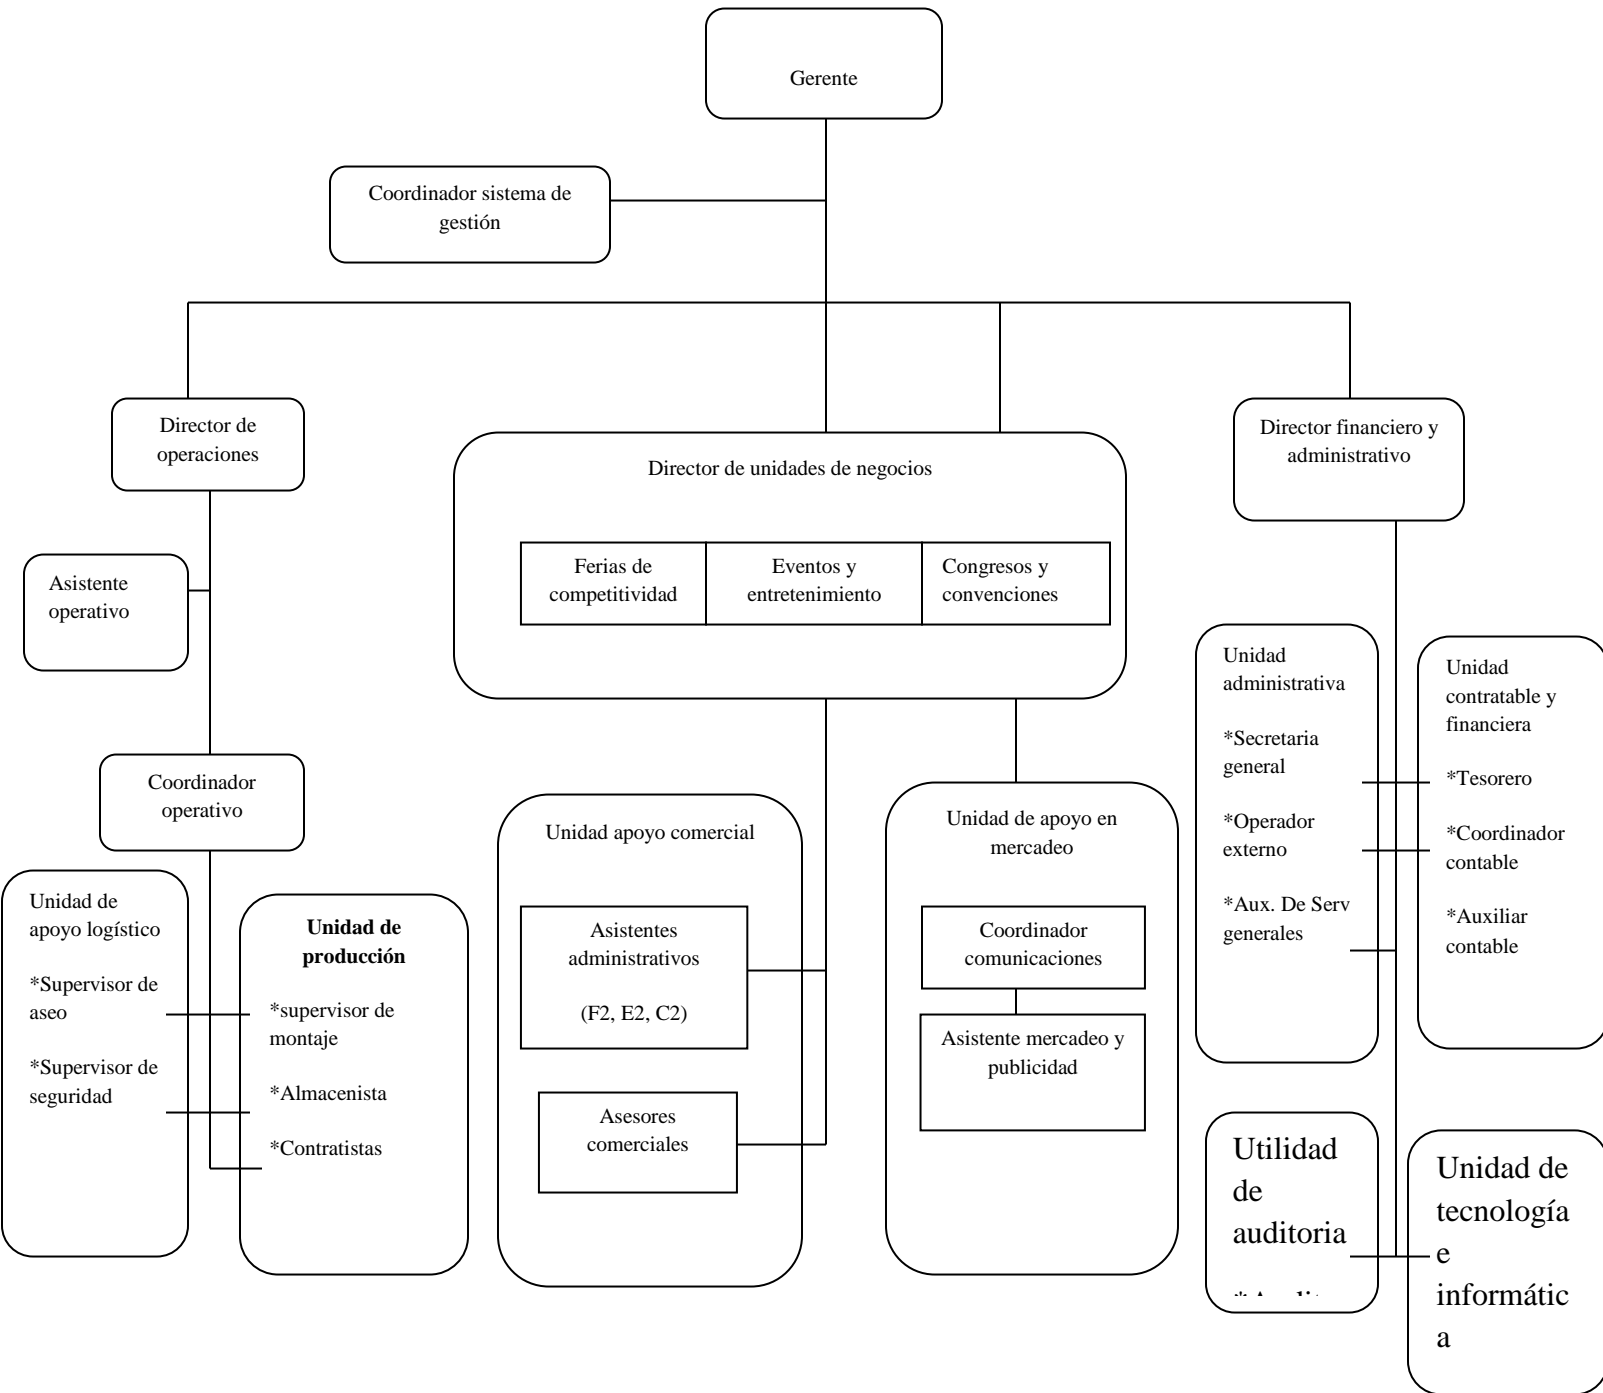 Gerente
Coordinador sistema de
gestión
Director de
operaciones
Director de unidades de negocios
Director financiero y
administrativo
Ferias de
competitividad
Eventos y
entretenimiento
Congresos y
convenciones
Asistente
operativo
Coordinador
operativo
Unidad de
apoyo logístico
*Supervisor de
aseo
*Supervisor de
seguridad
Unidad de
producción
*supervisor de
montaje
*Almacenista
*Contratistas
Unidad apoyo comercial
Asistentes
administrativos
(F2, E2, C2)
Asesores
comerciales
Unidad de apoyo en
mercadeo
Coordinador
comunicaciones
Asistente mercadeo y
publicidad
Unidad
administrativa
*Secretaria
general
*Operador
externo
*Aux. De Serv
generales
Unidad
contratable y
financiera
*Tesorero
*Coordinador
contable
*Auxiliar
contable
Utilidad
de
auditoria
Unidad de
tecnología
e
informátic
a